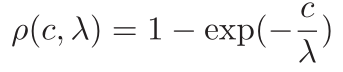 ρ(c, λ) = 1 − exp(−c/λ)